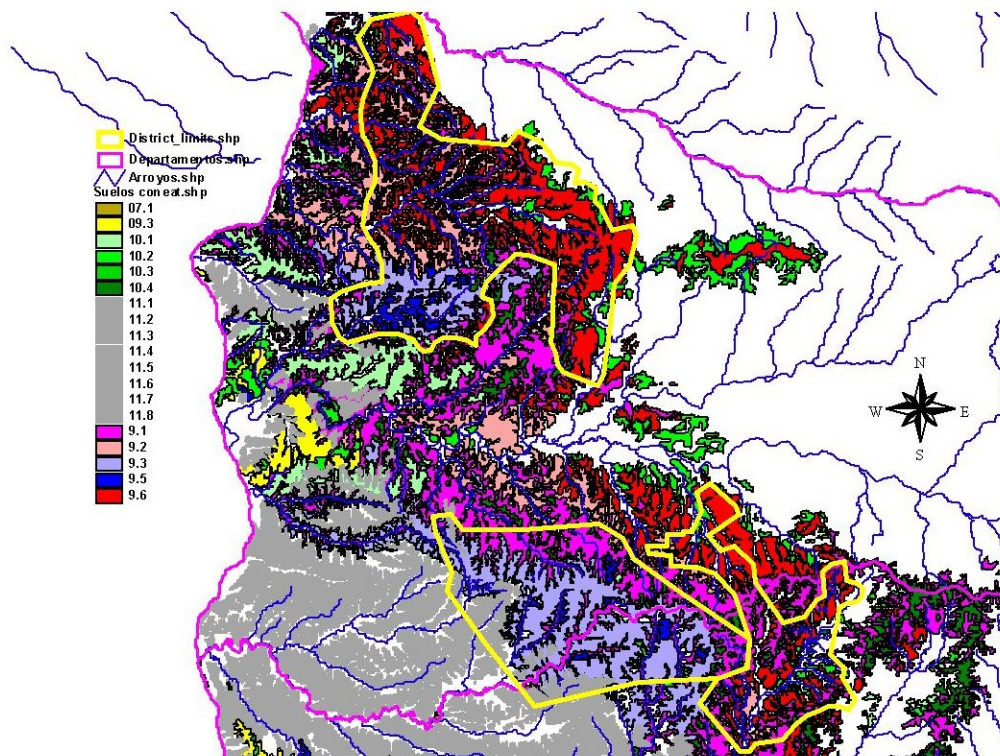 District_limits.shp
Departamentos.shp
Arroyos.shp
Suelos coneat.shp
07.1
09.3
10.1
10.2
10.3
10.4
11.1
11.2
11.3
11.4
11.5
11.6
11.7
11.8
9.1
9.2
9.3
9.5
9.6
N
W E
S